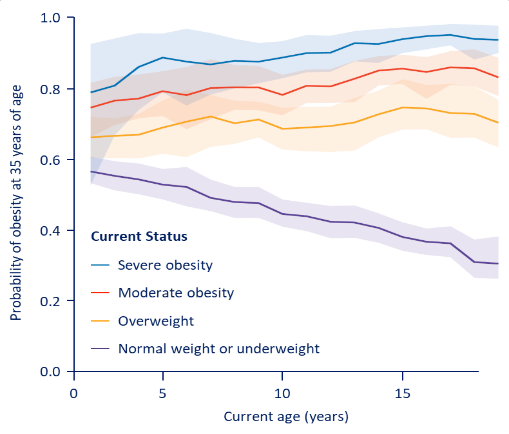 1.0
0.8
0.6
0.4
0.2
0.0
Probability of obesity at 35 years of age
Current Status
Severe obesity
Moderate obesity
Overweight
Normal weight or underweight
0 5 10 15
Current age (years)